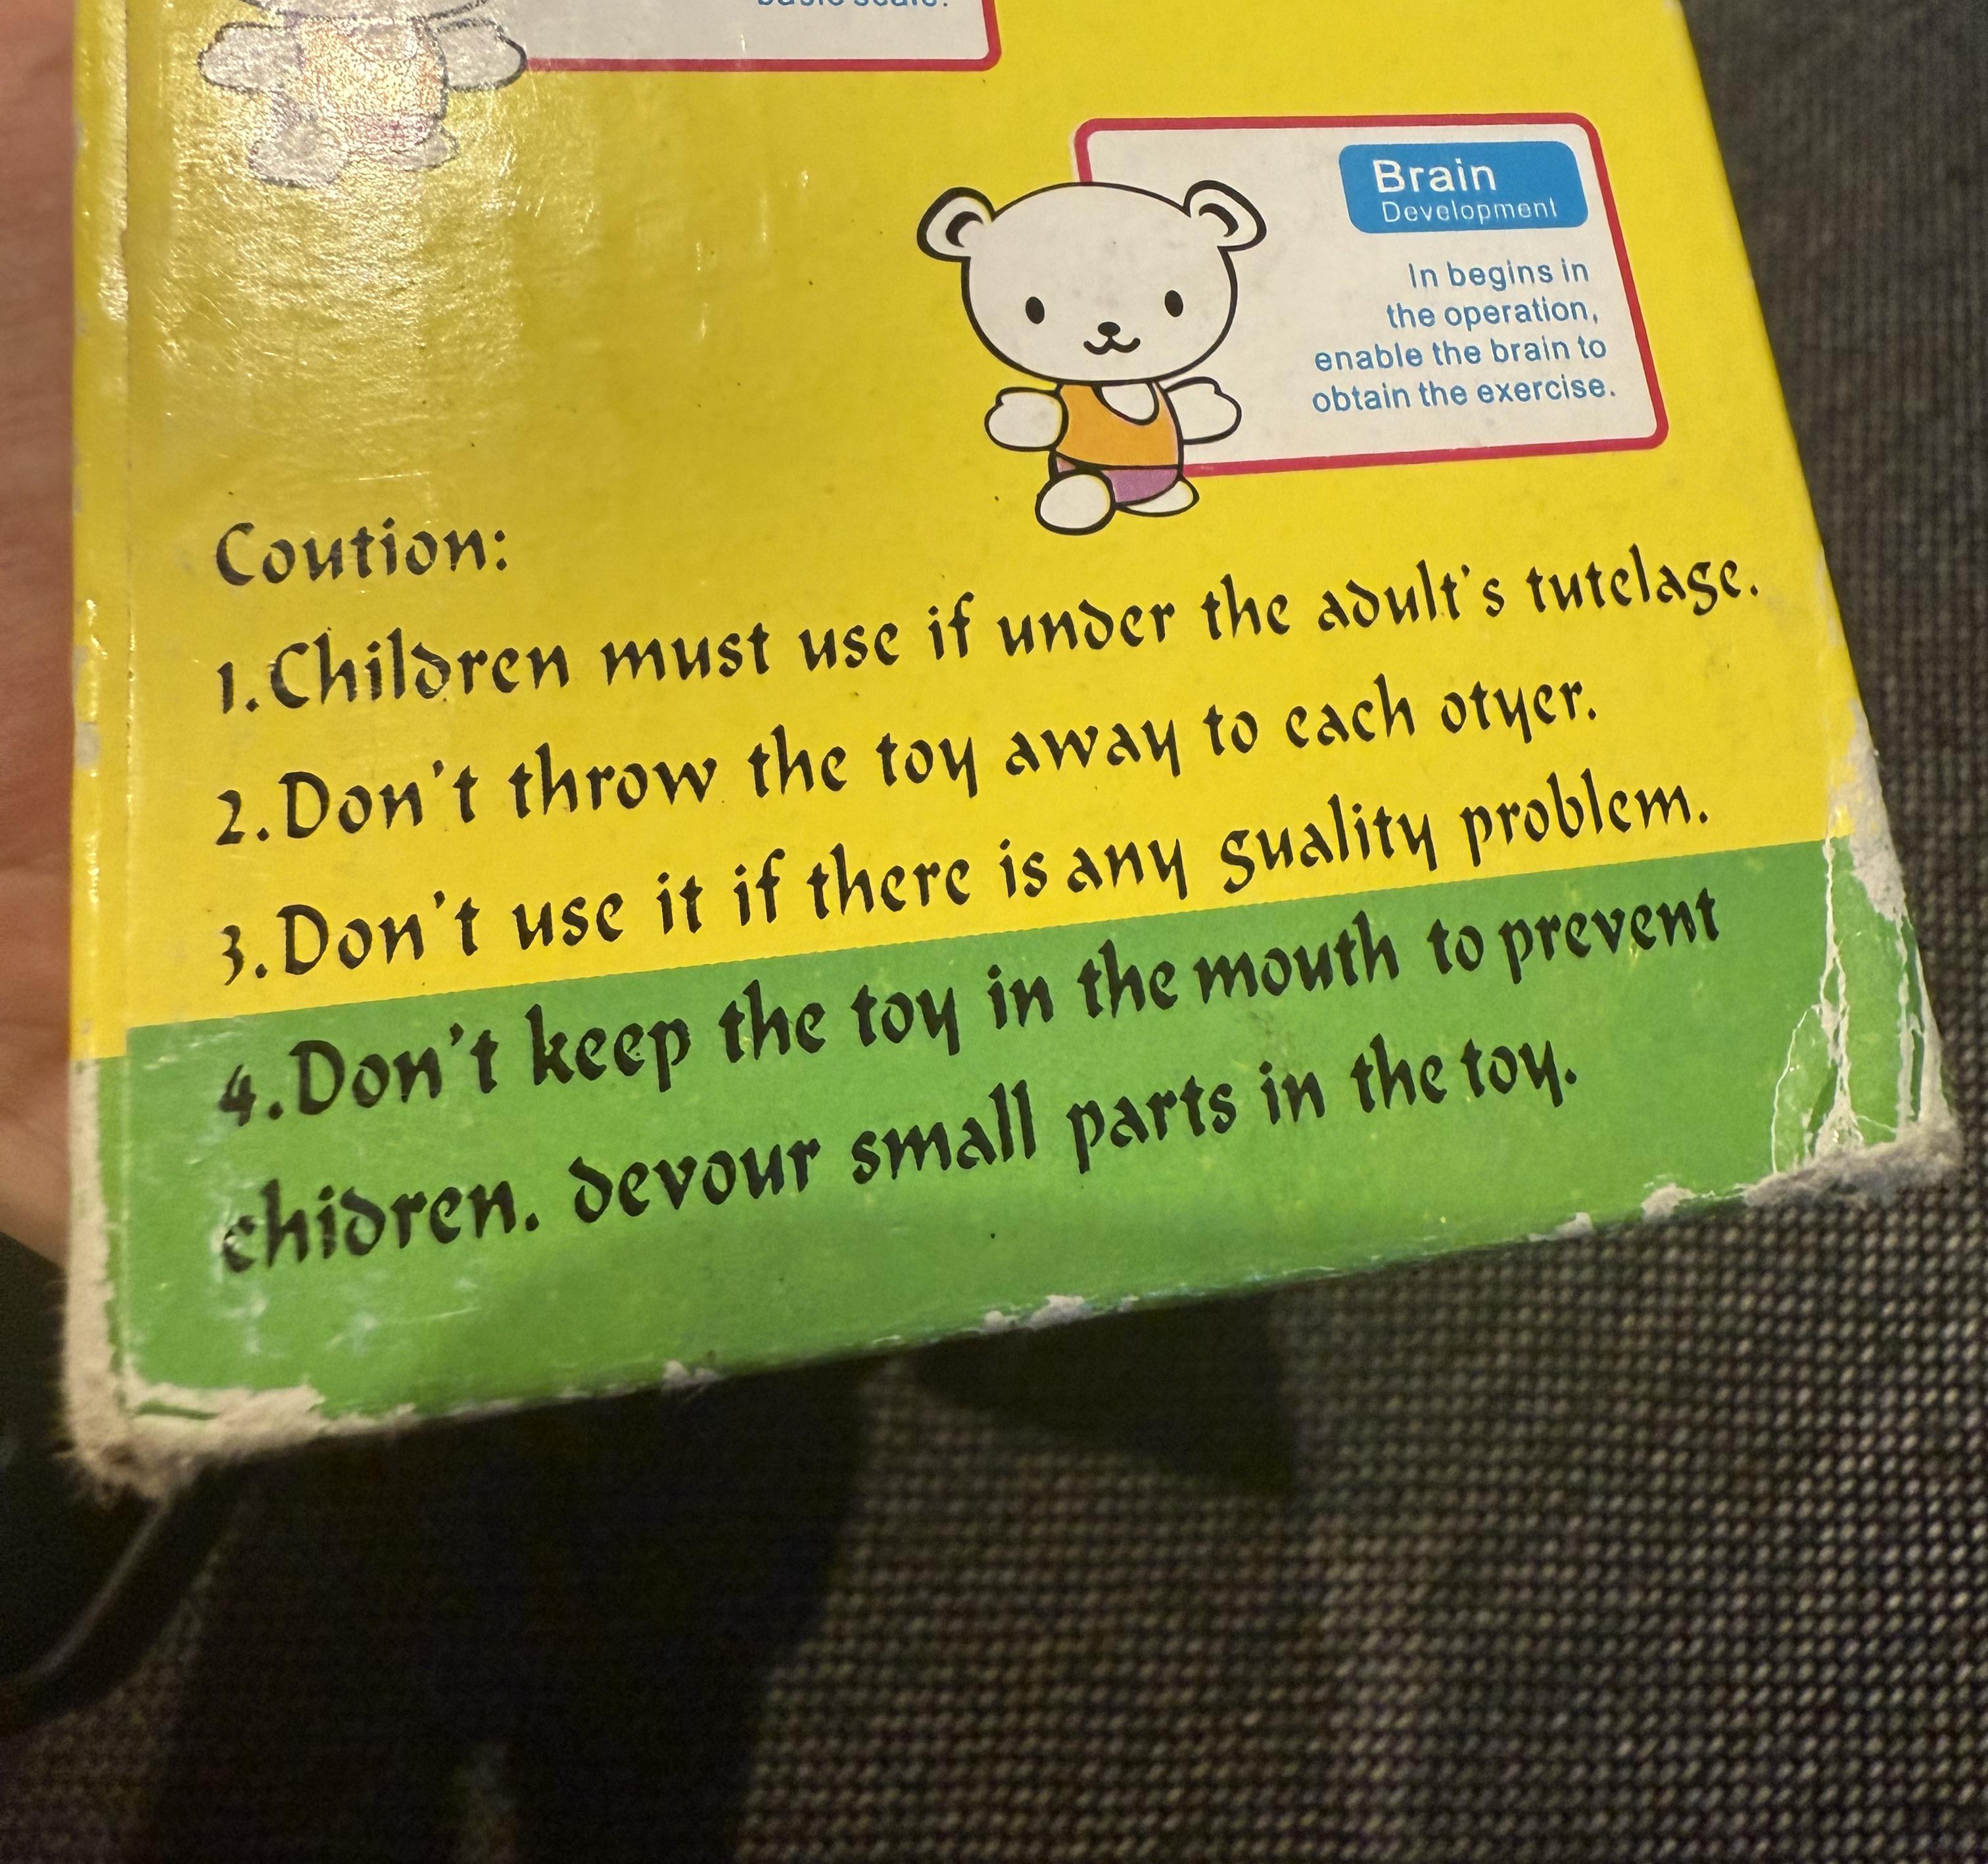 basic scale.
Brain
Development
In begins in
the operation,
enable the brain to
obtain the exercise.
Coution:
1.Children must use if under the adult's tutelage.
2.Don't throw the toy away to each otyer.
3.Don't use it if there is any guality problem.
4.Don't keep the toy in the mouth to prevent
chidren. devour small parts in the toy.